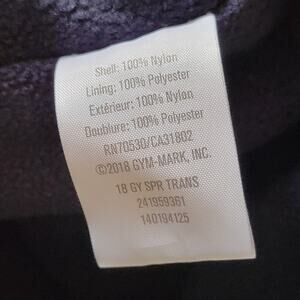 Shell: 100% Nylon
Lining: 100% Polyester
Extérieur: 100% Nylon
Doublure: 100% Polyester
RN70530/CA31802
©2018 GYM-MARK, INC.
18 GY SPR TRANS
241959361
140194125